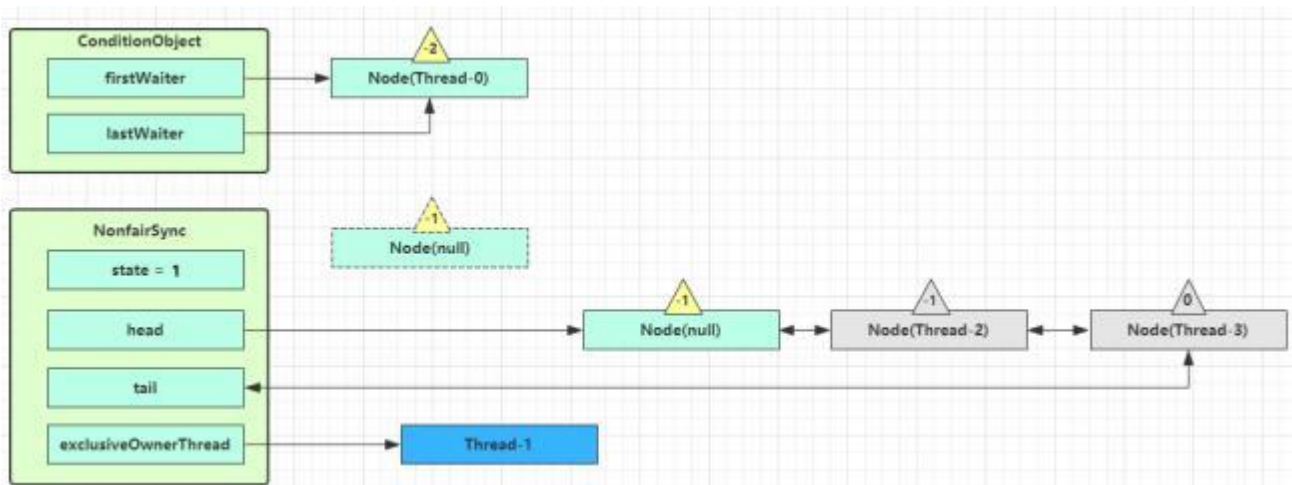 ConditionObject
-2
firstWaiter
Node(Thread-0)
lastWaiter
-1
NonfairSync
Node(null)
state = 1
-1
-1
0
head
Node(null)
Node(Thread-2)
Node(Thread-3)
tail
exclusiveOwnerThread
Thread-1